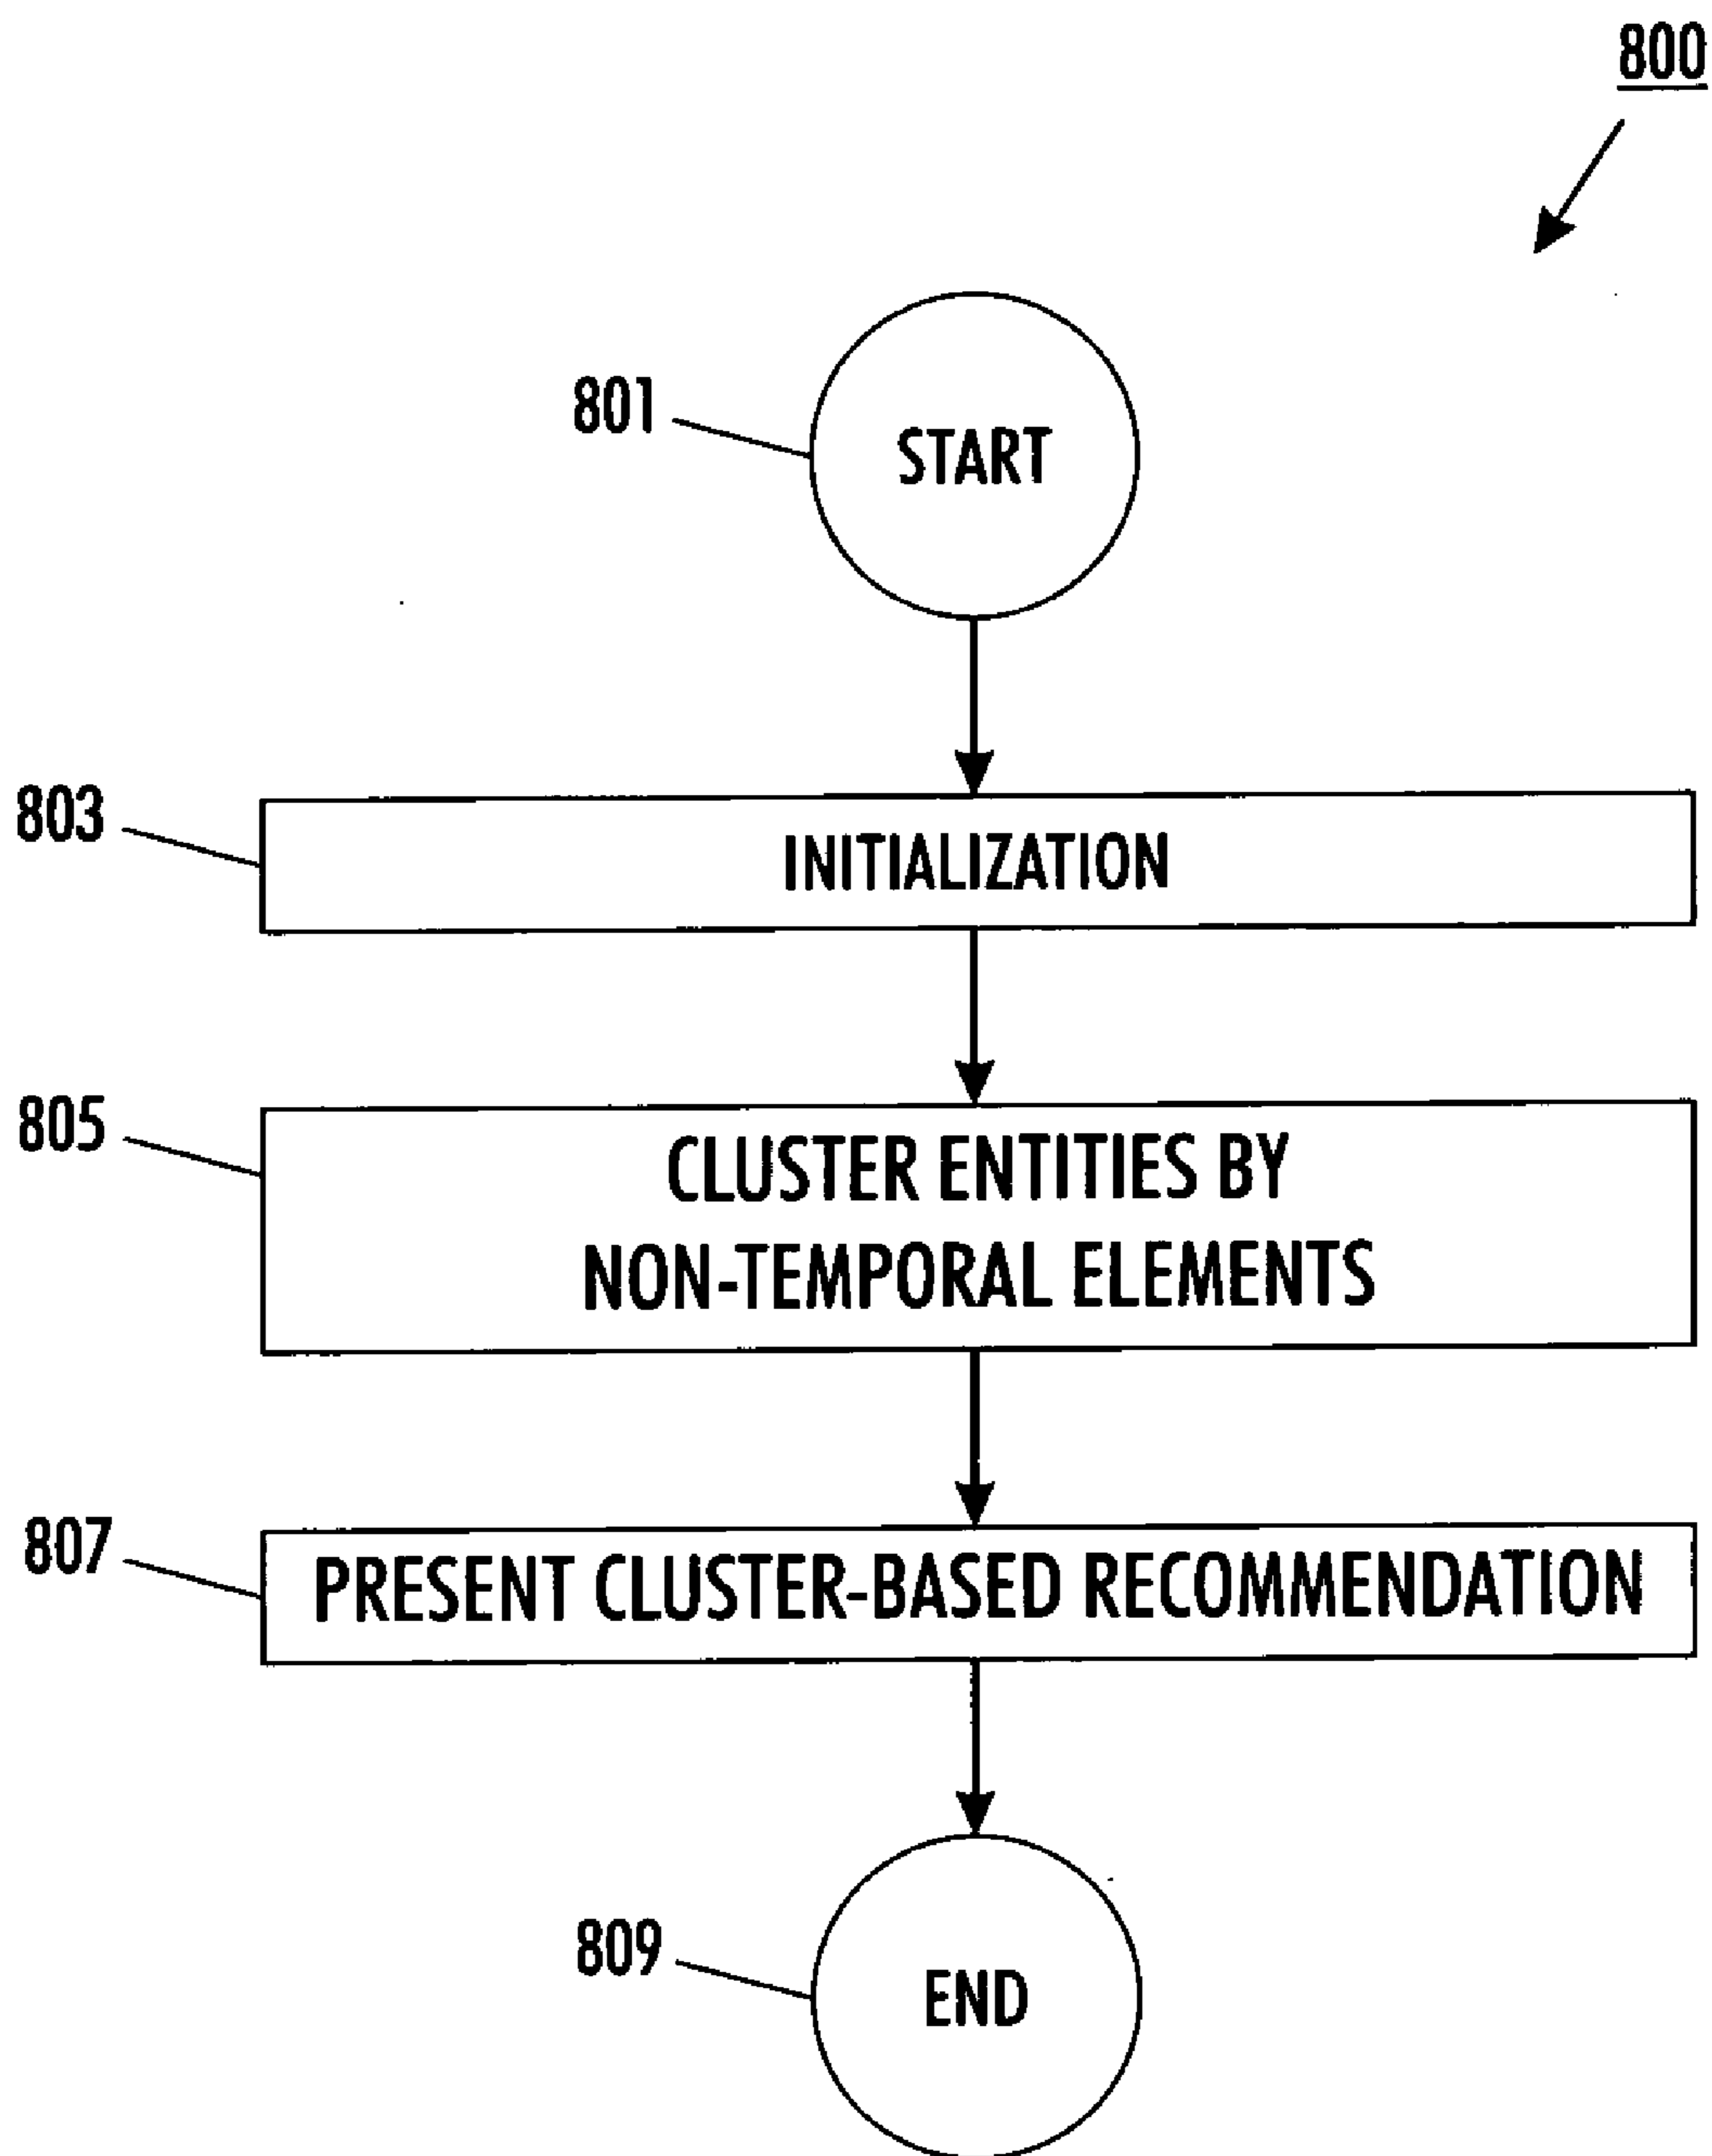 800
801
START
803
INITIALIZATION
805
CLUSTER ENTITIES BY
NON-TEMPORAL ELEMENTS
807
PRESENT CLUSTER-BASED RECOMMENDATION
809
END